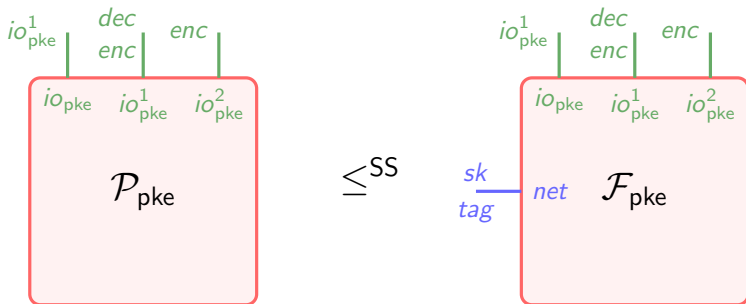 io¹pke dec enc enc
iopke io¹pke io²pke
𝒫pke
≤SS
io¹pke dec enc enc
iopke io¹pke io²pke
sk
tag
net
ℱpke